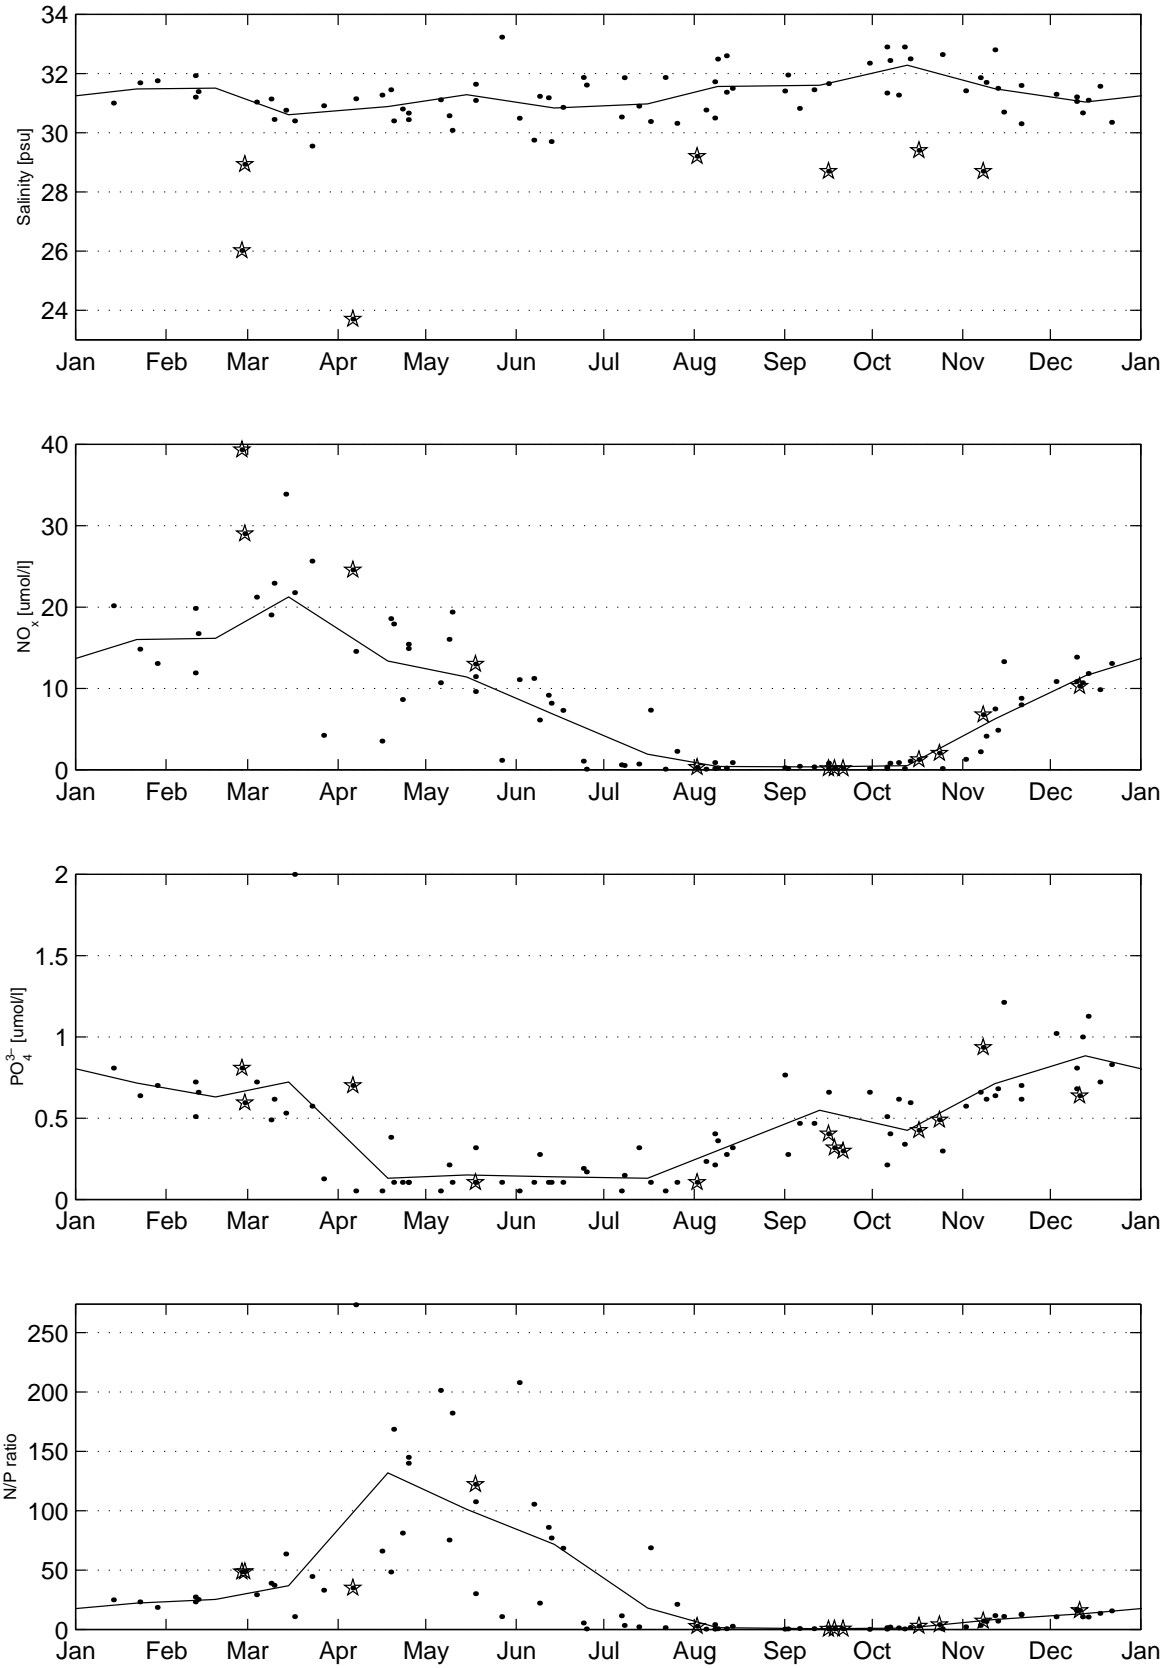 34
32
30
28
26
24
Salinity [psu]
Jan Feb Mar Apr May Jun Jul Aug Sep Oct Nov Dec Jan
40
30
20
10
0
NOx [umol/l]
Jan Feb Mar Apr May Jun Jul Aug Sep Oct Nov Dec Jan
2
1.5
1
0.5
0
PO4 3− [umol/l]
Jan Feb Mar Apr May Jun Jul Aug Sep Oct Nov Dec Jan
250
200
150
100
50
0
N/P ratio
Jan Feb Mar Apr May Jun Jul Aug Sep Oct Nov Dec Jan